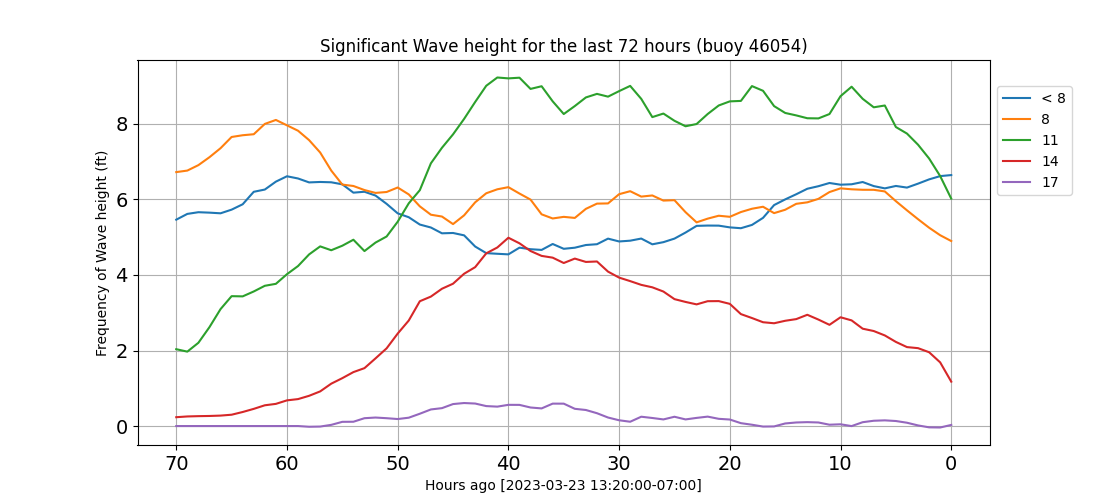 Significant Wave height for the last 72 hours (buoy 46054)
Frequency of Wave height (ft)
8
6
4
2
0
70 60 50 40 30 20 10 0
Hours ago [2023-03-23 13:20:00-07:00]
< 8
8
11
14
17